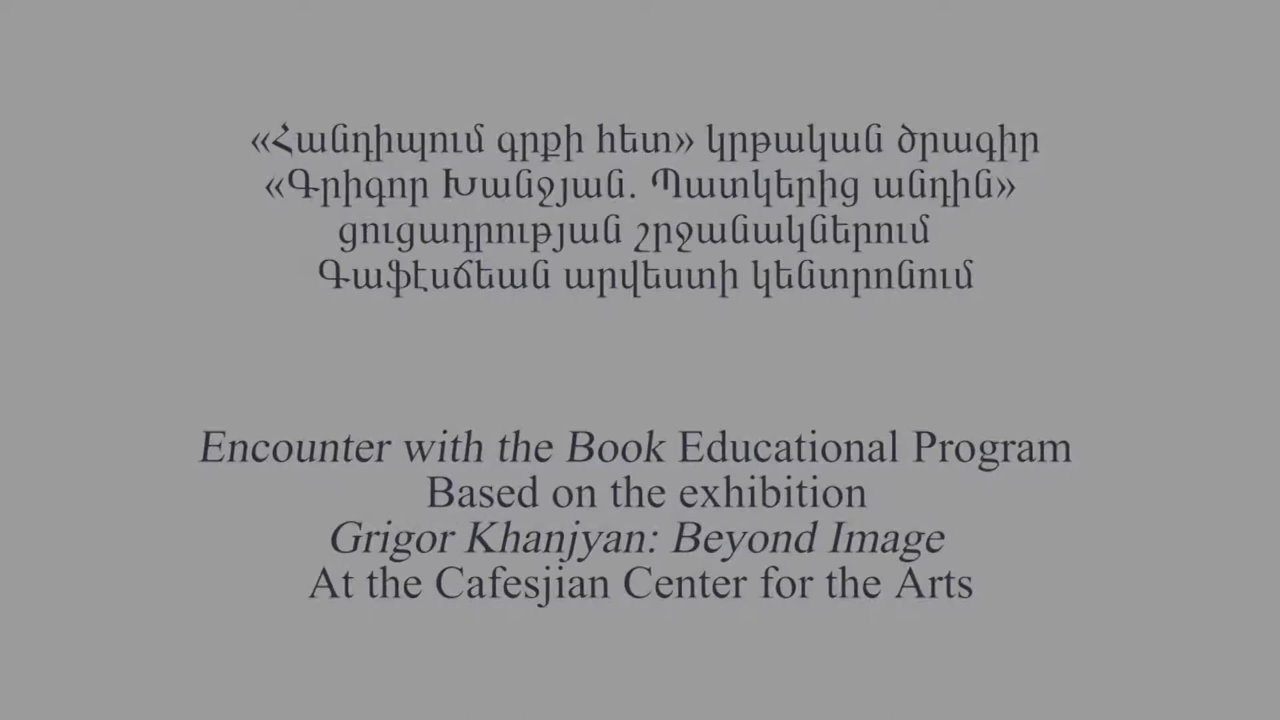 «Հանդիպում գրքի հետ» կրթական ծրագիր
«Գրիգոր Խանջյան. Պատկերից անդին»
ցուցադրության շրջանակներում
Գաֆէսճեան արվեստի կենտրոնում
Encounter with the Book Educational Program
Based on the exhibition
Grigor Khanjyan: Beyond Image
At the Cafesjian Center for the Arts